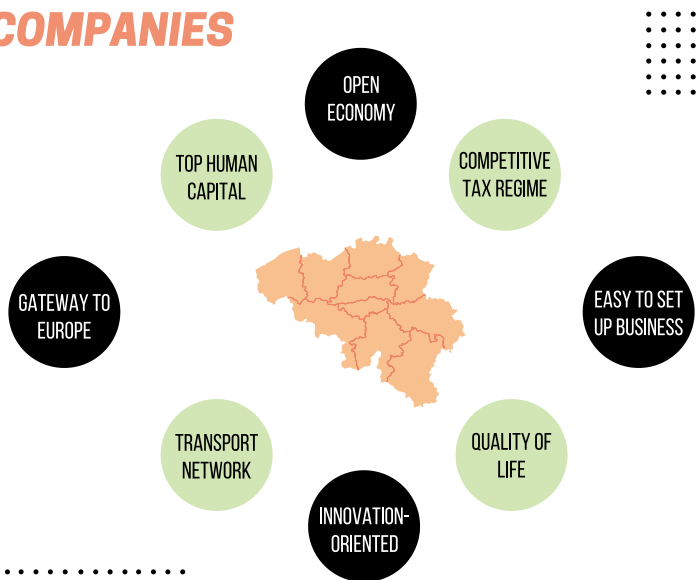 COMPANIES
OPEN
ECONOMY
TOP HUMAN
CAPITAL
COMPETITIVE
TAX REGIME
GATEWAY TO
EUROPE
EASY TO SET
UP BUSINESS
TRANSPORT
NETWORK
QUALITY OF
LIFE
INNOVATION-
ORIENTED